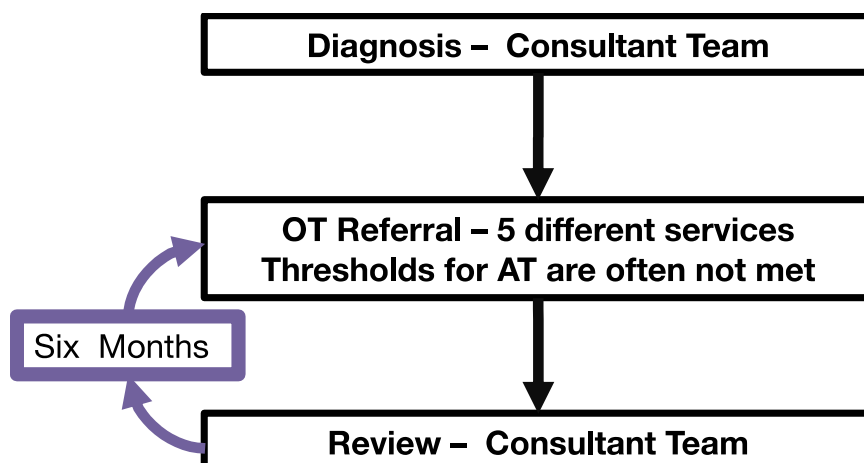 Diagnosis – Consultant Team
OT Referral – 5 different services
Thresholds for AT are often not met
Six Months
Review – Consultant Team